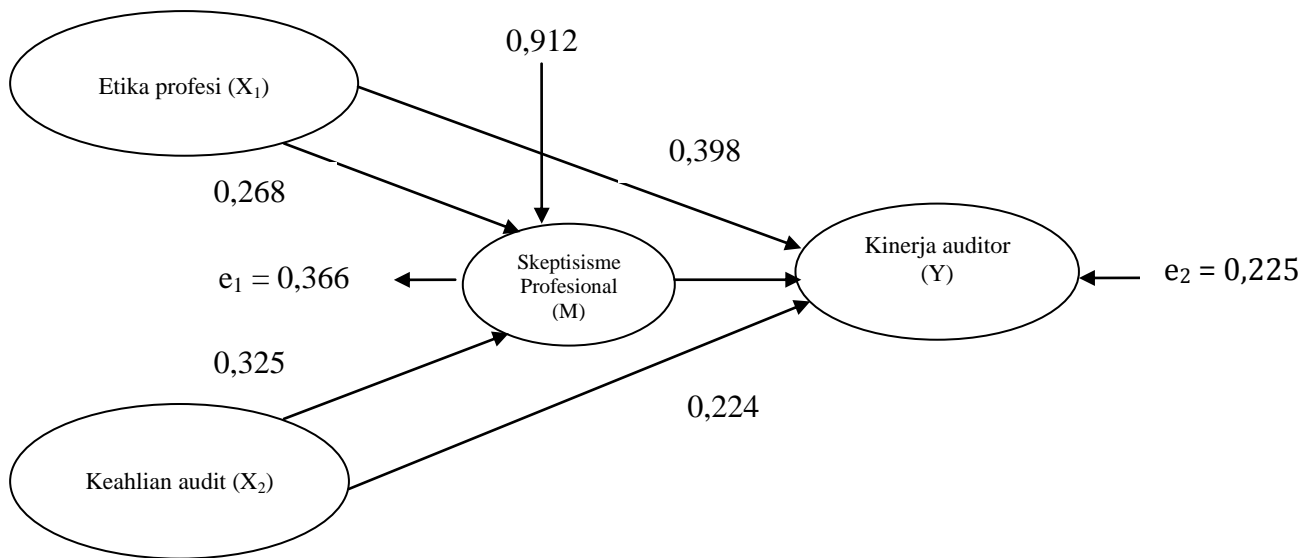 0,912
Etika profesi (X₁)
0,398
0,268
Skeptisisme
Profesional
(M)
Kinerja auditor
(Y)
e₁ = 0,366
e₂ = 0,225
0,325
0,224
Keahlian audit (X₂)